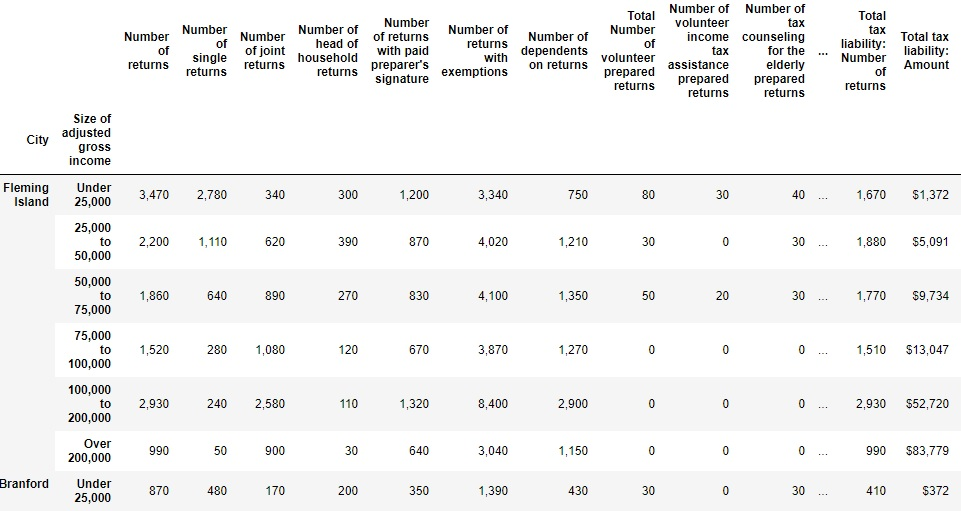 Number of returns | Number of single returns | Number of joint returns | Number of head of household returns | Number of returns with paid preparer's signature | Number of returns with exemptions | Number of dependents on returns | Total Number of volunteer prepared returns | Number of volunteer income tax assistance prepared returns | Number of tax counseling for the elderly prepared returns | ... | Total tax liability: Number of returns | Total tax liability: Amount
City | Size of adjusted gross income
Fleming Island | Under 25,000 | 3,470 | 2,780 | 340 | 300 | 1,200 | 3,340 | 750 | 80 | 30 | 40 | ... | 1,670 | $1,372
25,000 to 50,000 | 2,200 | 1,110 | 620 | 390 | 870 | 4,020 | 1,210 | 30 | 0 | 30 | ... | 1,880 | $5,091
50,000 to 75,000 | 1,860 | 640 | 890 | 270 | 830 | 4,100 | 1,350 | 50 | 20 | 30 | ... | 1,770 | $9,734
75,000 to 100,000 | 1,520 | 280 | 1,080 | 120 | 670 | 3,870 | 1,270 | 0 | 0 | 0 | ... | 1,510 | $13,047
100,000 to 200,000 | 2,930 | 240 | 2,580 | 110 | 1,320 | 8,400 | 2,900 | 0 | 0 | 0 | ... | 2,930 | $52,720
Over 200,000 | 990 | 50 | 900 | 30 | 640 | 3,040 | 1,150 | 0 | 0 | 0 | ... | 990 | $83,779
Branford | Under 25,000 | 870 | 480 | 170 | 200 | 350 | 1,390 | 430 | 30 | 0 | 30 | ... | 410 | $372